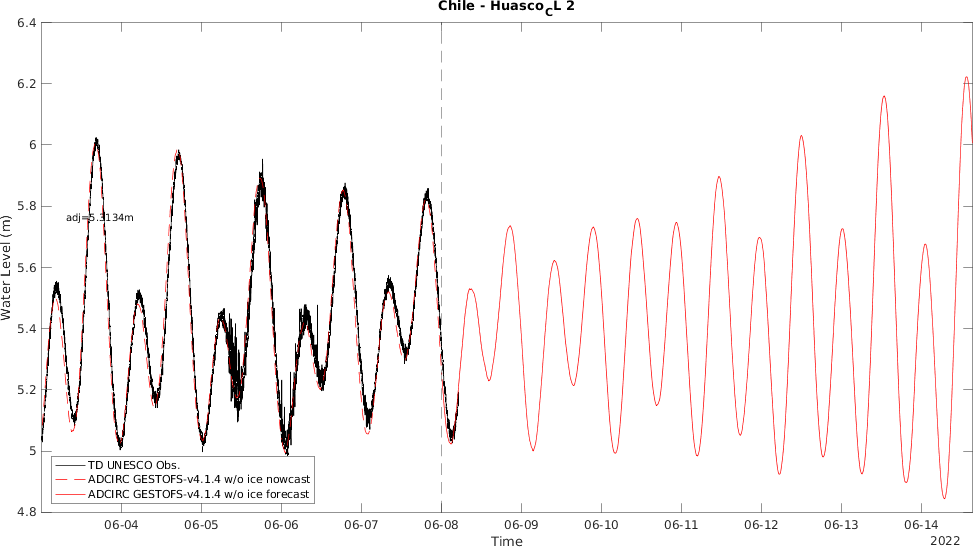 Chile - HuascoCL 2
6.4
6.2
6
5.8
5.6
5.4
5.2
5
4.8
Water Level (m)
adj=5.3134m
TD UNESCO Obs.
ADCIRC GESTOFS-v4.1.4 w/o ice nowcast
ADCIRC GESTOFS-v4.1.4 w/o ice forecast
06-04 06-05 06-06 06-07 06-08 06-09 06-10 06-11 06-12 06-13 06-14
Time
2022